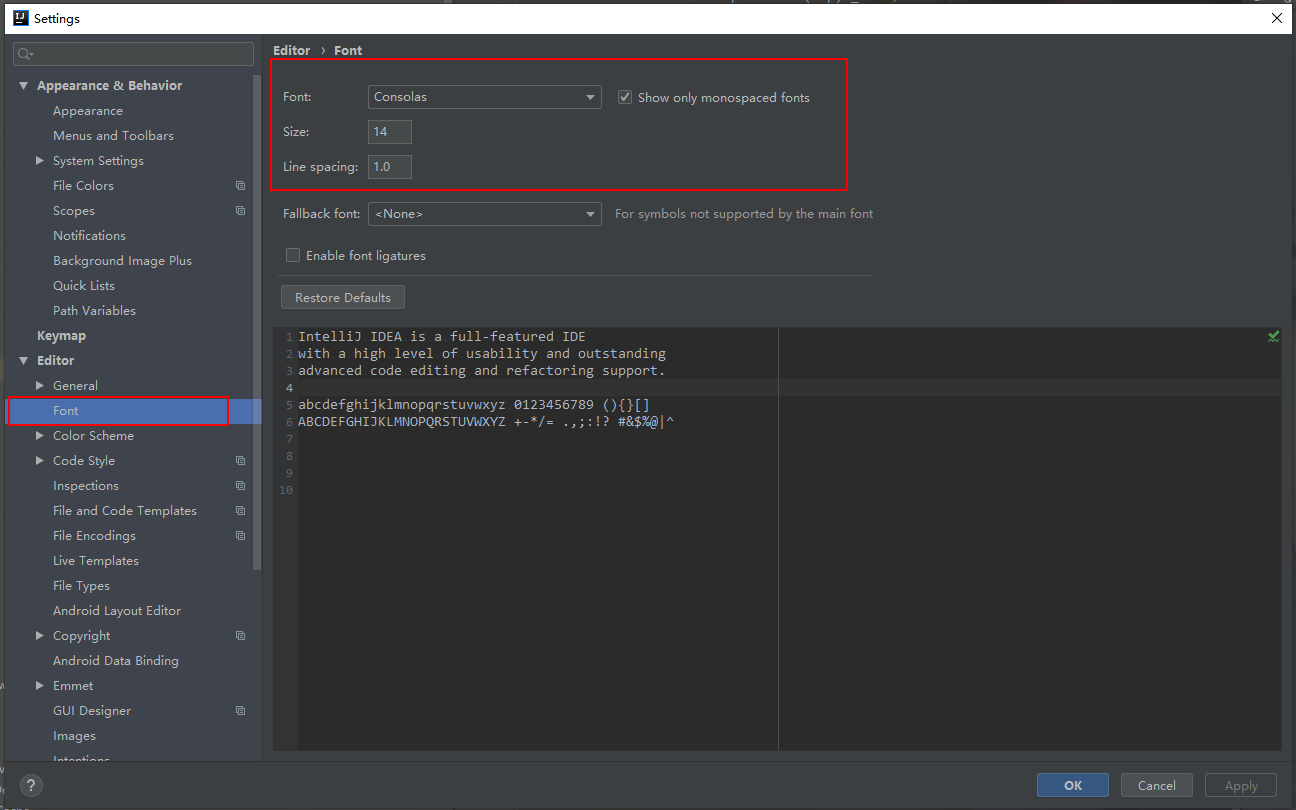 Settings
Editor › Font
Appearance & Behavior
Appearance
Menus and Toolbars
System Settings
File Colors
Scopes
Notifications
Background Image Plus
Quick Lists
Path Variables
Keymap
Editor
General
Font
Color Scheme
Code Style
Inspections
File and Code Templates
File Encodings
Live Templates
File Types
Android Layout Editor
Copyright
Android Data Binding
Emmet
GUI Designer
Images
Intentions
Font: Consolas Show only monospaced fonts
Size: 14
Line spacing: 1.0
Fallback font: <None> For symbols not supported by the main font
Enable font ligatures
Restore Defaults
1 IntelliJ IDEA is a full-featured IDE
2 with a high level of usability and outstanding
3 advanced code editing and refactoring support.
4
5 abcdefghijklmnopqrstuvwxyz 0123456789 (){}[]
6 ABCDEFGHIJKLMNOPQRSTUVWXYZ +-*/= .,;:!? #&$%@|^
7
8
9
10
? OK Cancel Apply